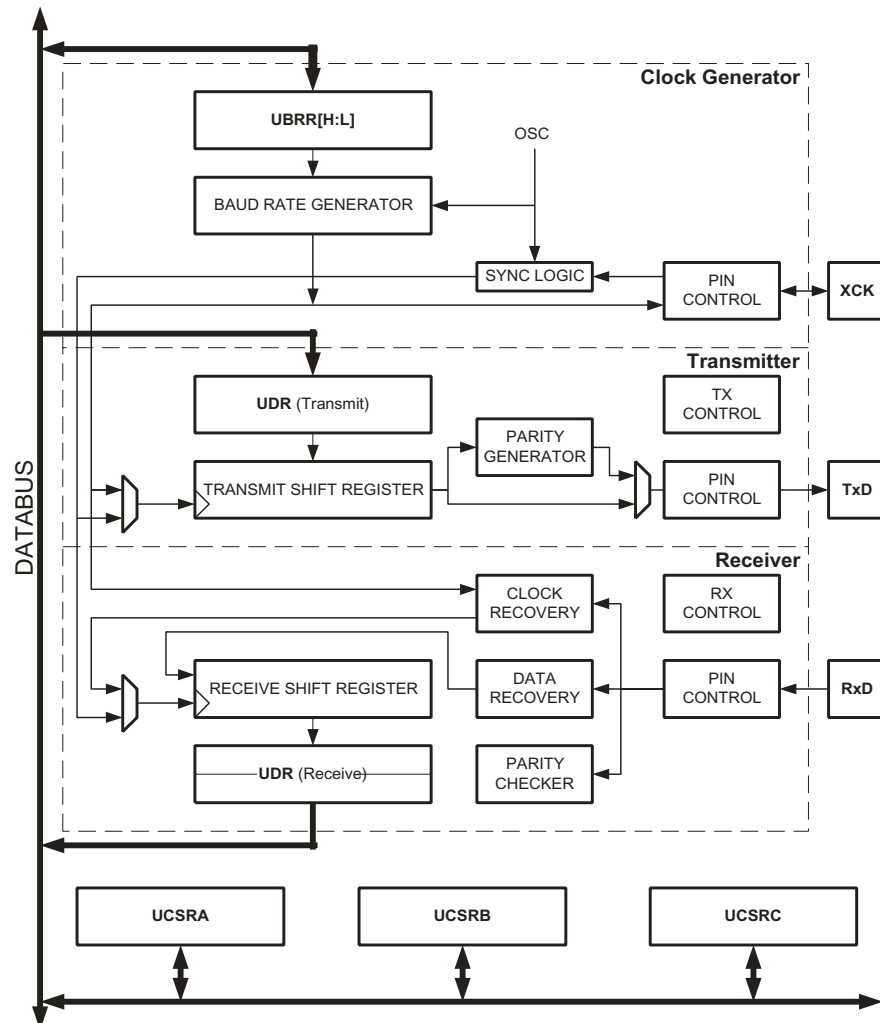 Clock Generator
UBRR[H:L]
OSC
BAUD RATE GENERATOR
SYNC LOGIC
PIN
CONTROL
XCK
Transmitter
UDR (Transmit)
TX
CONTROL
PARITY
GENERATOR
TRANSMIT SHIFT REGISTER
PIN
CONTROL
TxD
DATABUS
Receiver
CLOCK
RECOVERY
RX
CONTROL
RECEIVE SHIFT REGISTER
DATA
RECOVERY
PIN
CONTROL
RxD
UDR (Receive)
PARITY
CHECKER
UCSRA
UCSRB
UCSRC